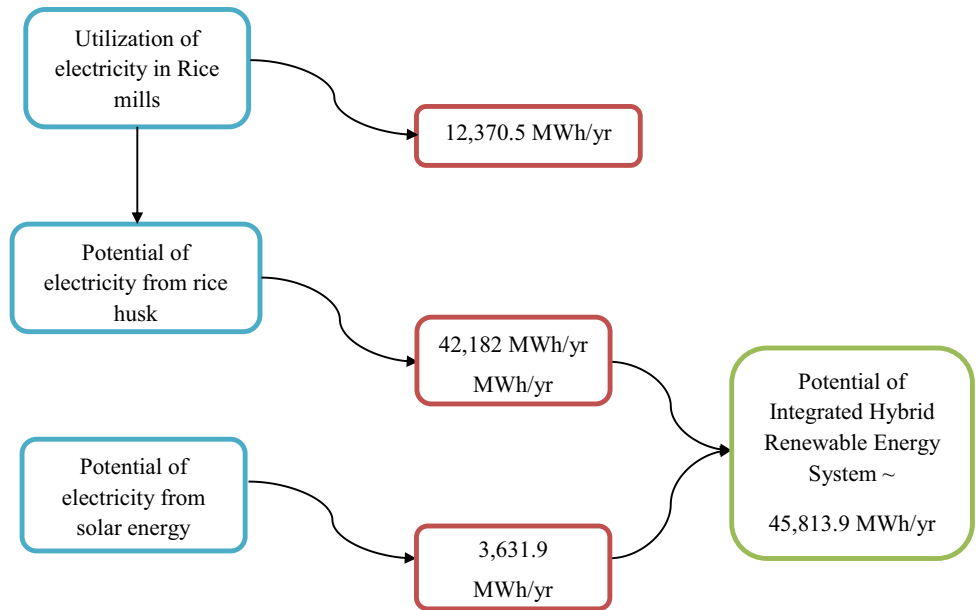 Utilization of
electricity in Rice
mills
12,370.5 MWh/yr
Potential of
electricity from rice
husk
42,182 MWh/yr
MWh/yr
Potential of
Integrated Hybrid
Renewable Energy
System ~
45,813.9 MWh/yr
Potential of
electricity from
solar energy
3,631.9
MWh/yr